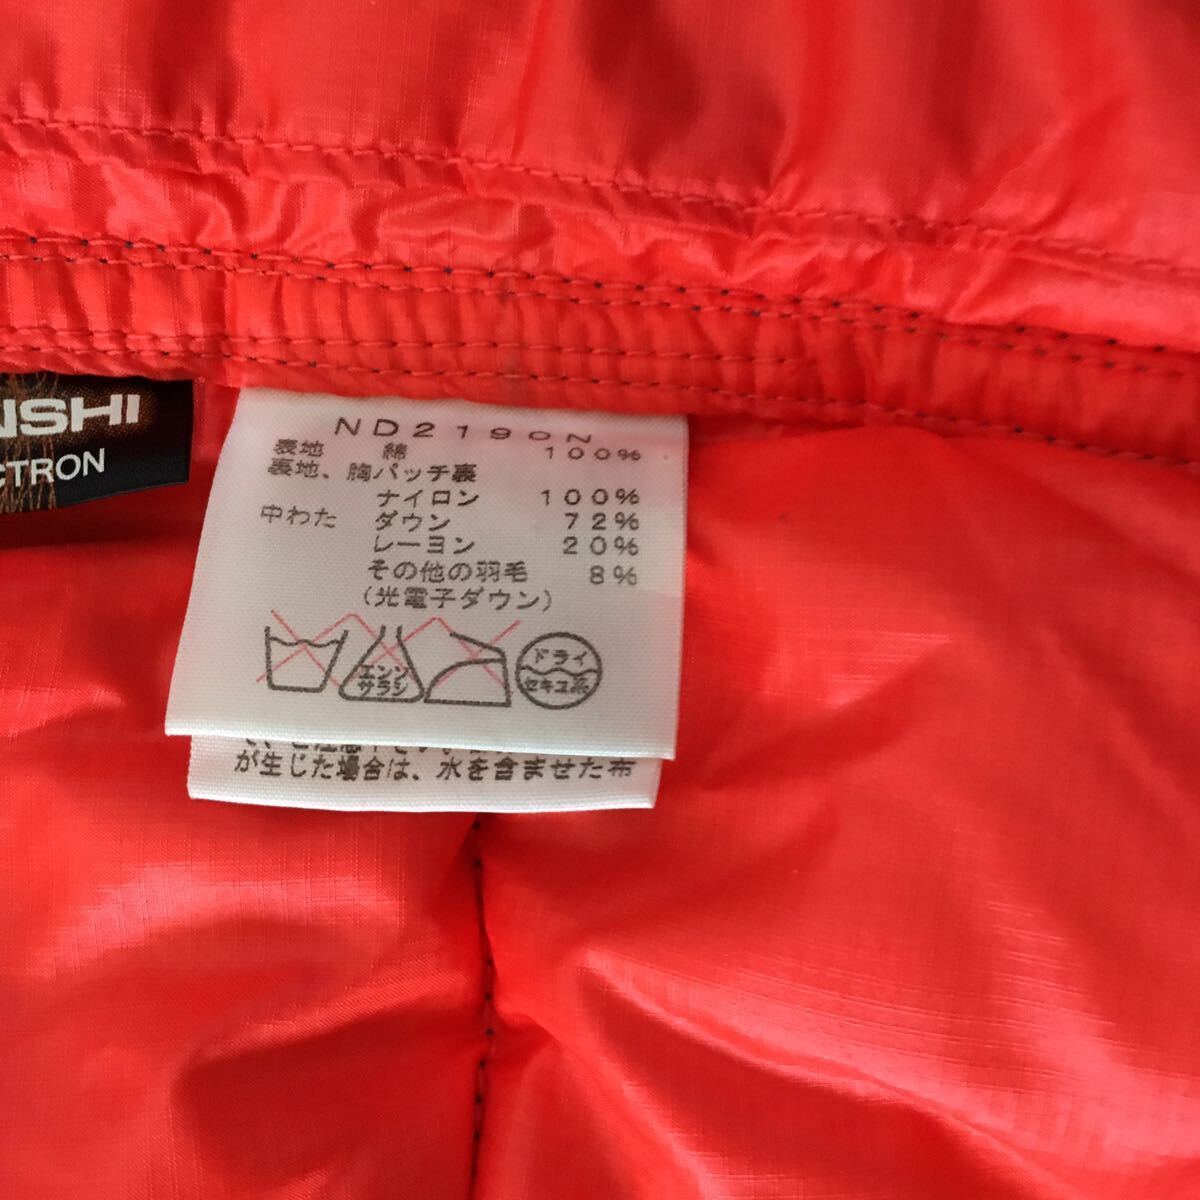 NSHI
CTRON
ND2190N
表地 綿 100%
裏地、胸パッチ裏
ナイロン 100%
中わた ダウン 72%
レーヨン 20%
その他の羽毛 8%
(光電子ダウン)
エンソ
サラシ
ドライ
セキユ系
が生じた場合は、水を含ませた布